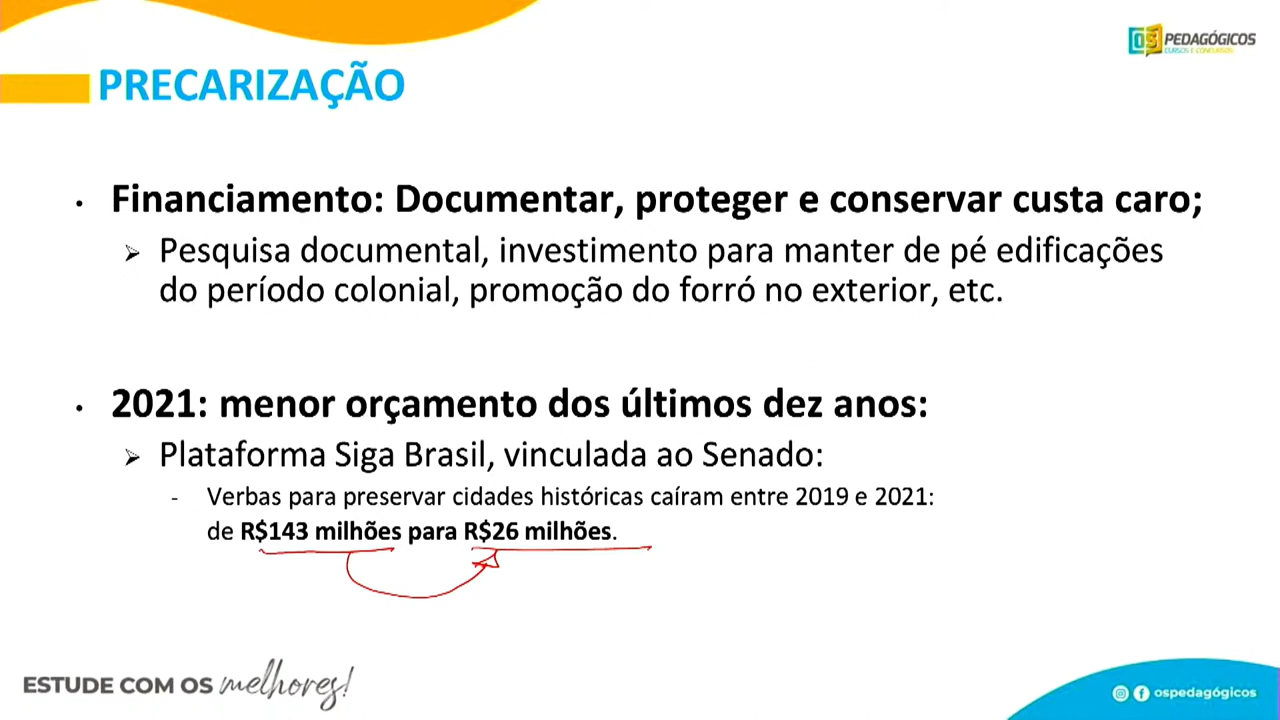 OS PEDAGÓGICOS
CURSOS E CONCURSOS
PRECARIZAÇÃO
• Financiamento: Documentar, proteger e conservar custa caro;
➢ Pesquisa documental, investimento para manter de pé edificações
do período colonial, promoção do forró no exterior, etc.
• 2021: menor orçamento dos últimos dez anos:
➢ Plataforma Siga Brasil, vinculada ao Senado:
- Verbas para preservar cidades históricas caíram entre 2019 e 2021:
de R$143 milhões para R$26 milhões.
ESTUDE COM OS melhores!
ospedagógicos